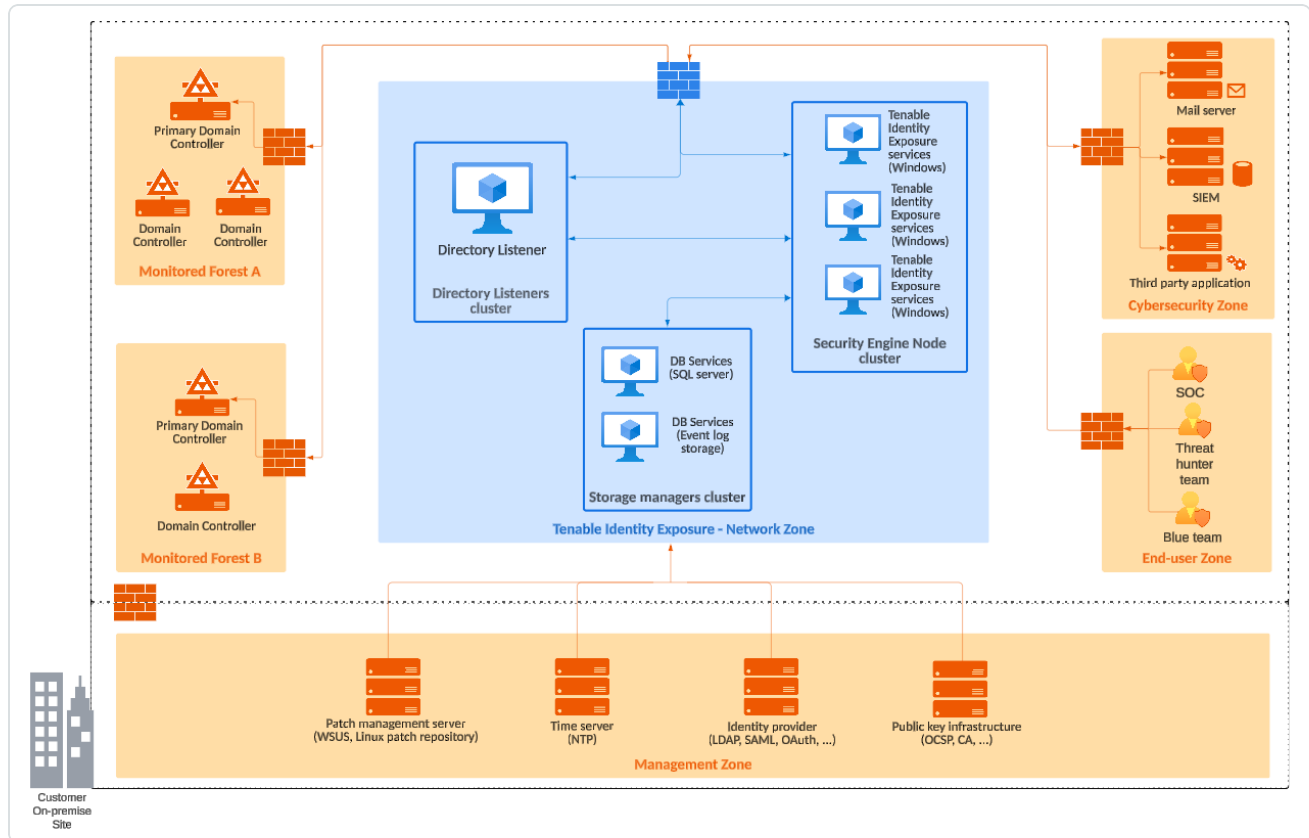 Primary Domain
Controller
Domain
Controller
Domain
Controller
Monitored Forest A
Primary Domain
Controller
Domain Controller
Monitored Forest B
Directory Listener
Directory Listeners
cluster
Tenable
Identity
Exposure
services
(Windows)
Tenable
Identity
Exposure
services
(Windows)
Tenable
Identity
Exposure
services
(Windows)
Security Engine Node
cluster
DB Services
(SQL server)
DB Services
(Event log
storage)
Storage managers cluster
Tenable Identity Exposure - Network Zone
Mail server
SIEM
Third party application
Cybersecurity Zone
SOC
Threat
hunter
team
Blue team
End-user Zone
Patch management server
(WSUS, Linux patch repository)
Time server
(NTP)
Identity provider
(LDAP, SAML, OAuth, ...)
Public key infrastructure
(OCSP, CA, ...)
Management Zone
Customer
On-premise
Site